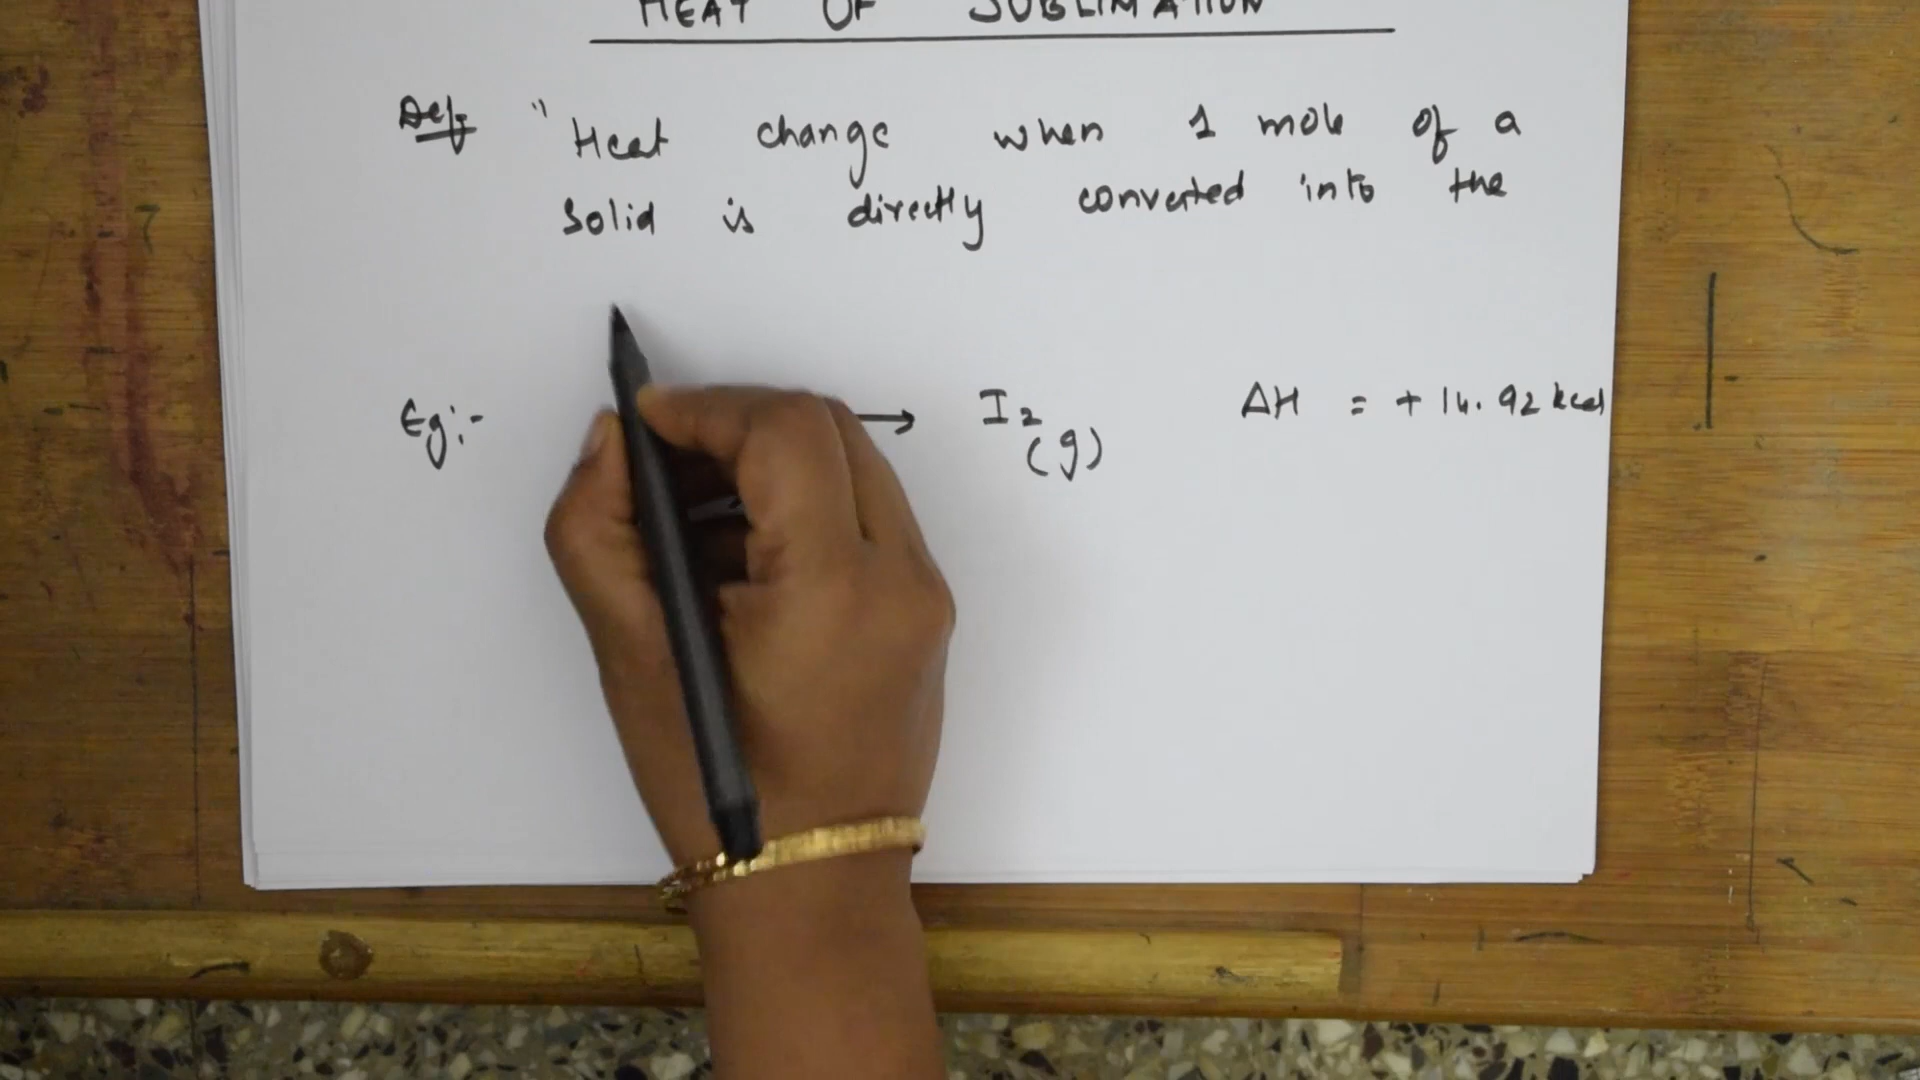 HEAT OF SUBLIMATION
Def "Heat change when 1 mole of a
solid is directly converted into the
Eg:- → I2(g) ΔH = + 14.92 kcal